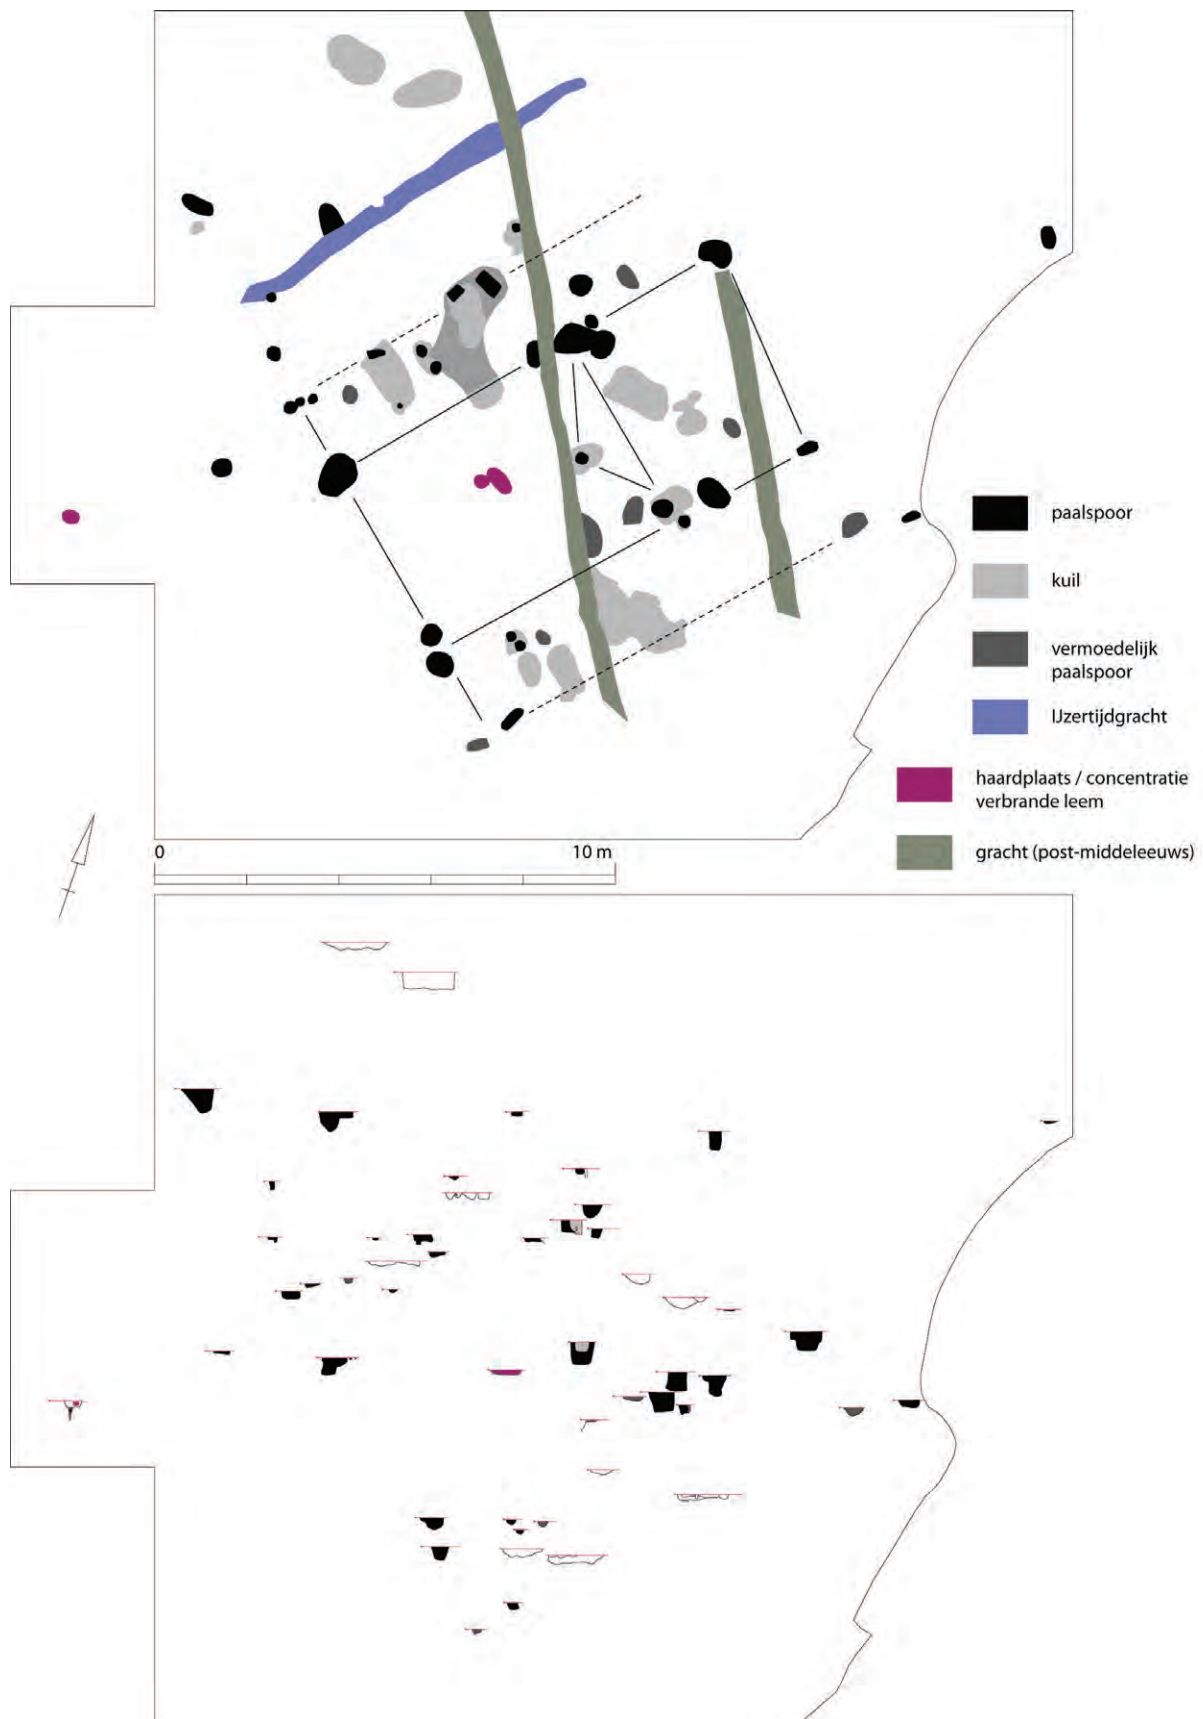 paalspoor
kuil
vermoedelijk
paalspoor
IJzertijdgracht
haardplaats / concentratie
verbrande leem
gracht (post-middeleeuws)
0 10 m